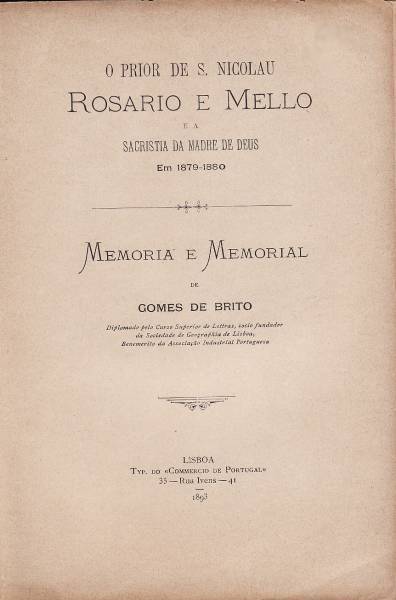 O PRIOR DE S. NICOLAU
ROSARIO E MELLO
E A
SACRISTIA DA MADRE DE DEUS
Em 1879-1880
MEMORIA E MEMORIAL
DE
GOMES DE BRITO
Diplomado pelo Curso Superior de Lettras, socio fundador
da Sociedade de Geographia de Lisboa,
Benemerito da Associação Industrial Portugueza
LISBOA
TYP. DO «COMMERCIO DE PORTUGAL»
35 — Rua Ivens — 41
1893